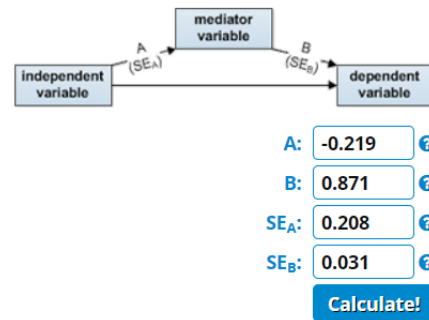 mediator
variable
A
(SEA)
B
(SEB)
independent
variable
dependent
variable
A: -0.219 ?
B: 0.871 ?
SEA: 0.208 ?
SEB: 0.031 ?
Calculate!